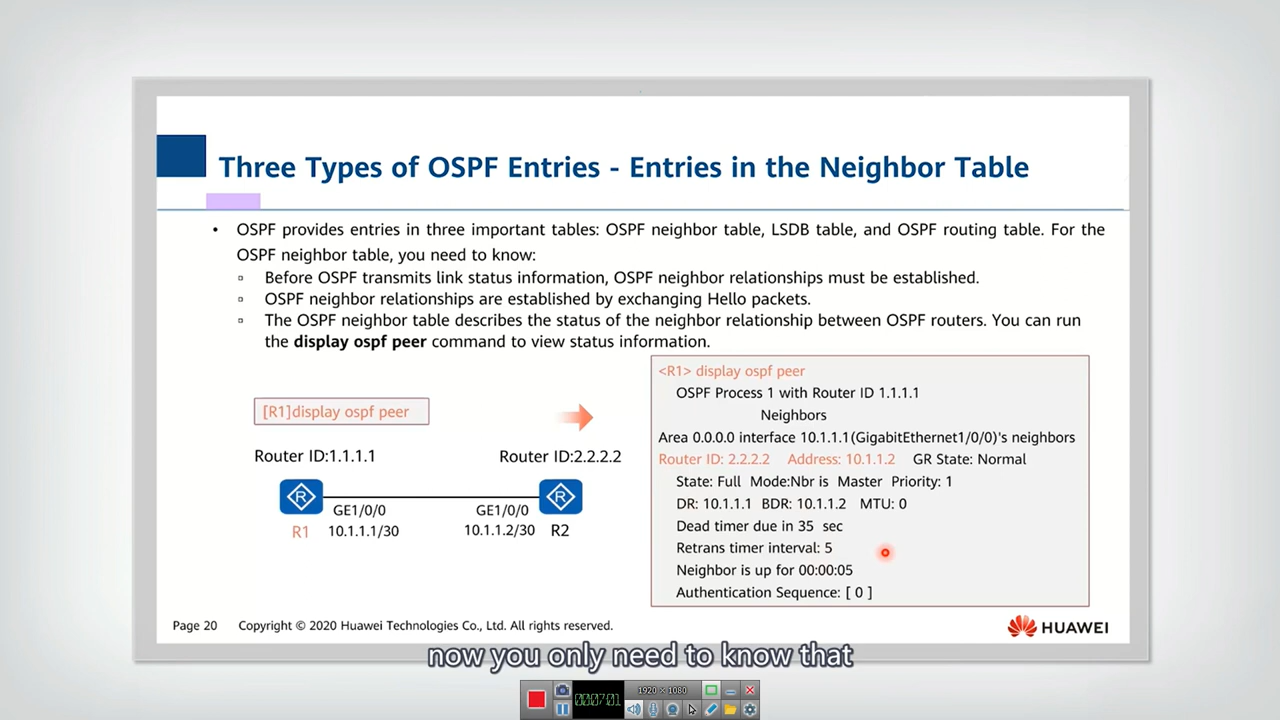 Three Types of OSPF Entries - Entries in the Neighbor Table
• OSPF provides entries in three important tables: OSPF neighbor table, LSDB table, and OSPF routing table. For the
OSPF neighbor table, you need to know:
▫ Before OSPF transmits link status information, OSPF neighbor relationships must be established.
▫ OSPF neighbor relationships are established by exchanging Hello packets.
▫ The OSPF neighbor table describes the status of the neighbor relationship between OSPF routers. You can run
the display ospf peer command to view status information.
[R1]display ospf peer
Router ID:1.1.1.1
Router ID:2.2.2.2
R
R
GE1/0/0
GE1/0/0
R1
10.1.1.1/30
10.1.1.2/30
R2
<R1> display ospf peer
OSPF Process 1 with Router ID 1.1.1.1
Neighbors
Area 0.0.0.0 interface 10.1.1.1(GigabitEthernet1/0/0)'s neighbors
Router ID: 2.2.2.2 Address: 10.1.1.2 GR State: Normal
State: Full Mode:Nbr is Master Priority: 1
DR: 10.1.1.1 BDR: 10.1.1.2 MTU: 0
Dead timer due in 35 sec
Retrans timer interval: 5
Neighbor is up for 00:00:05
Authentication Sequence: [ 0 ]
Page 20 Copyright © 2020 Huawei Technologies Co., Ltd. All rights reserved.
HUAWEI
now you only need to know that
000701
1920 × 1080